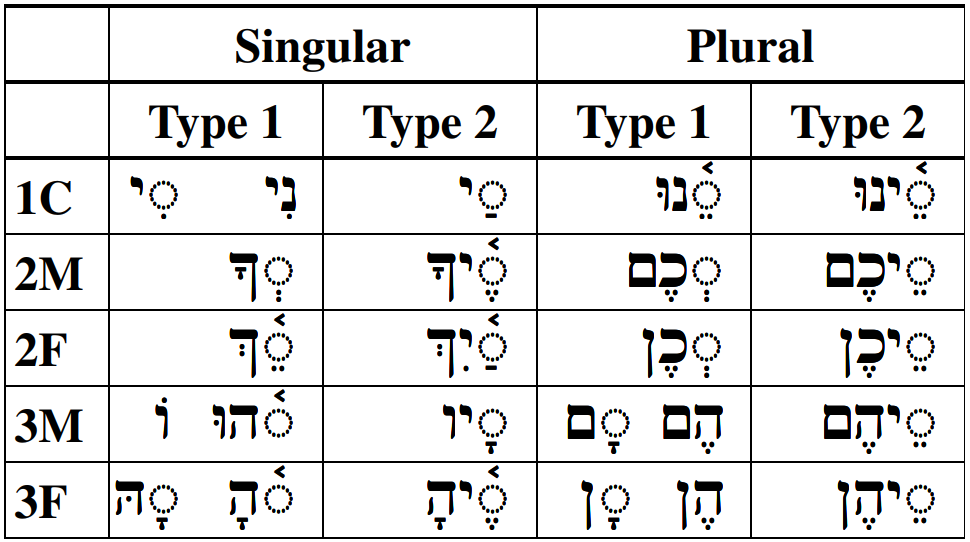 Singular Plural
Type 1 Type 2 Type 1 Type 2
1C נִי ◌ִי ◌ַי ◌ֵ֫נוּ ◌ֵ֫ינוּ
2M ◌ְךָ ◌ֶ֫יךָ ◌ְכֶם ◌ֵיכֶם
2F ◌ֵ֫ךְ ◌ַ֫יִךְ ◌ְכֶן ◌ֵיכֶן
3M ◌֫הוּ וֹ ◌ָיו הֶם ◌ָם ◌ֵיהֶם
3F ◌֫הָ ◌ָהּ ◌ֶ֫יהָ הֶן ◌ָן ◌ֵיהֶן